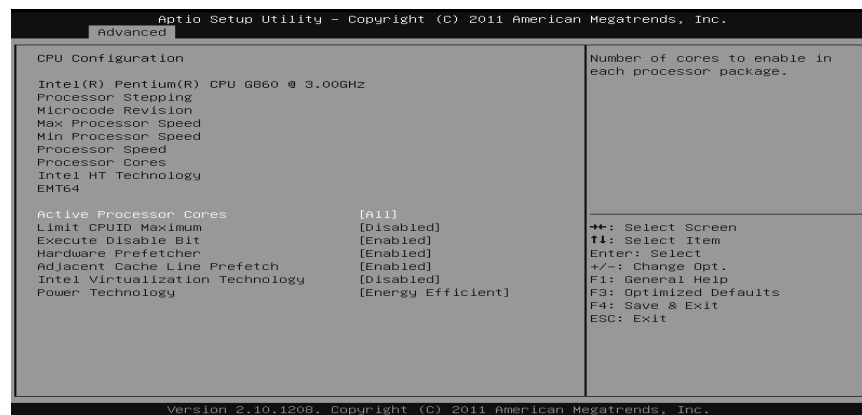 Aptio Setup Utility – Copyright (C) 2011 American Megatrends, Inc.
Advanced
CPU Configuration
Intel(R) Pentium(R) CPU G860 @ 3.00GHz
Processor Stepping
Microcode Revision
Max Processor Speed
Min Processor Speed
Processor Speed
Processor Cores
Intel HT Technology
EMT64
Active Processor Cores [All]
Limit CPUID Maximum [Disabled]
Execute Disable Bit [Enabled]
Hardware Prefetcher [Enabled]
Adjacent Cache Line Prefetch [Enabled]
Intel Virtualization Technology [Disabled]
Power Technology [Energy Efficient]
Number of cores to enable in
each processor package.
→←: Select Screen
↑↓: Select Item
Enter: Select
+/-: Change Opt.
F1: General Help
F3: Optimized Defaults
F4: Save & Exit
ESC: Exit
Version 2.10.1208. Copyright (C) 2011 American Megatrends, Inc.